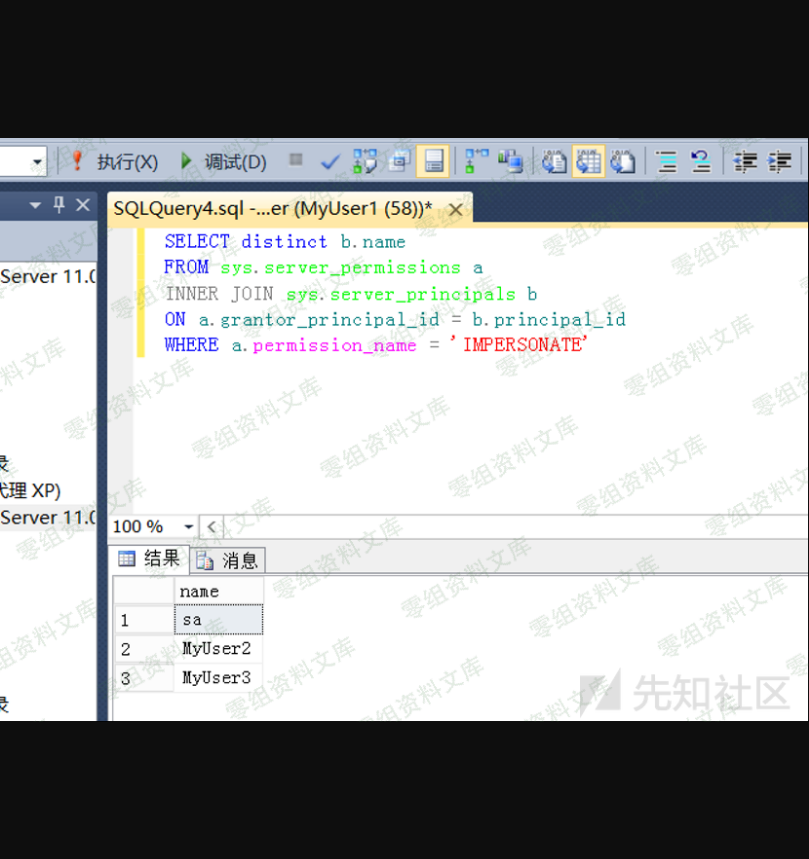 执行(X) 调试(D)
SQLQuery4.sql -...er (MyUser1 (58))*
SELECT distinct b.name
FROM sys.server_permissions a
INNER JOIN sys.server_principals b
ON a.grantor_principal_id = b.principal_id
WHERE a.permission_name = 'IMPERSONATE'
Server 11.0
录
代理 XP)
Server 11.0
录
100 %
结果 消息
name
1 sa
2 MyUser2
3 MyUser3
零组资料文库
先知社区